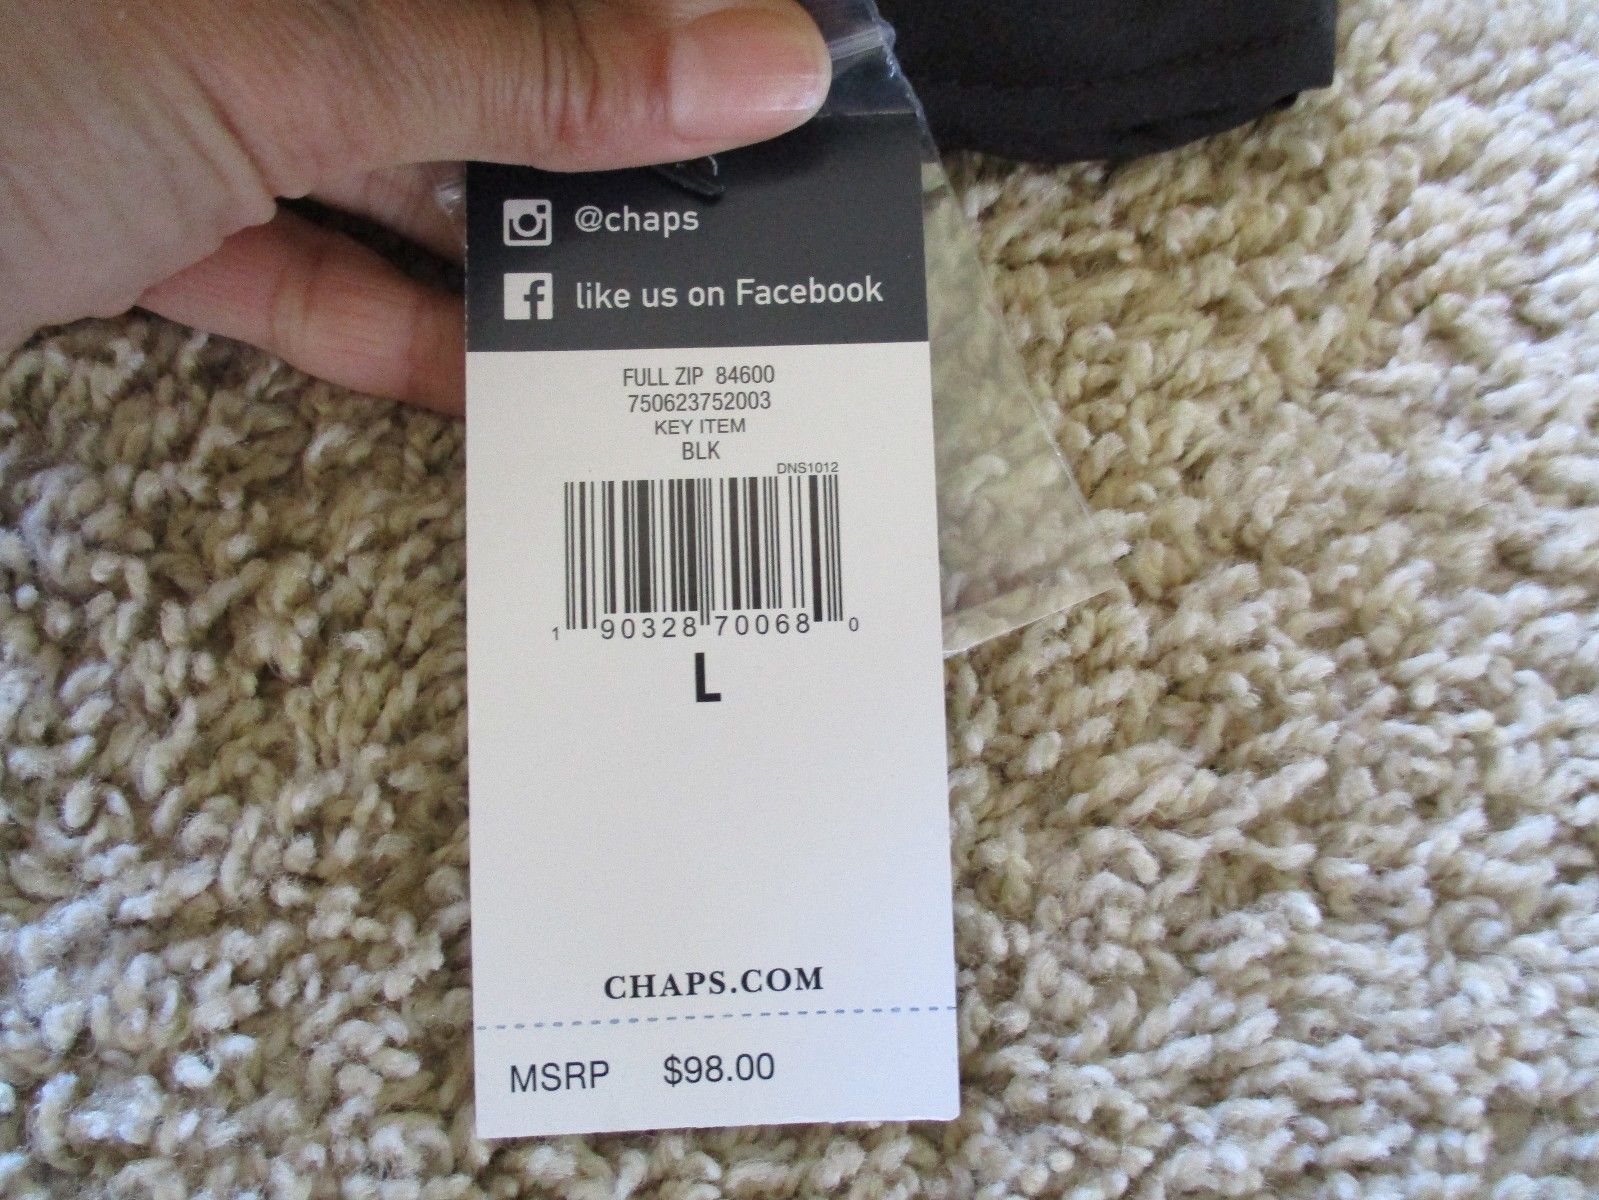 @chaps
like us on Facebook
FULL ZIP 84600
750623752003
KEY ITEM
BLK
DNS1012
1 90328 70068 0
L
CHAPS.COM
MSRP $98.00